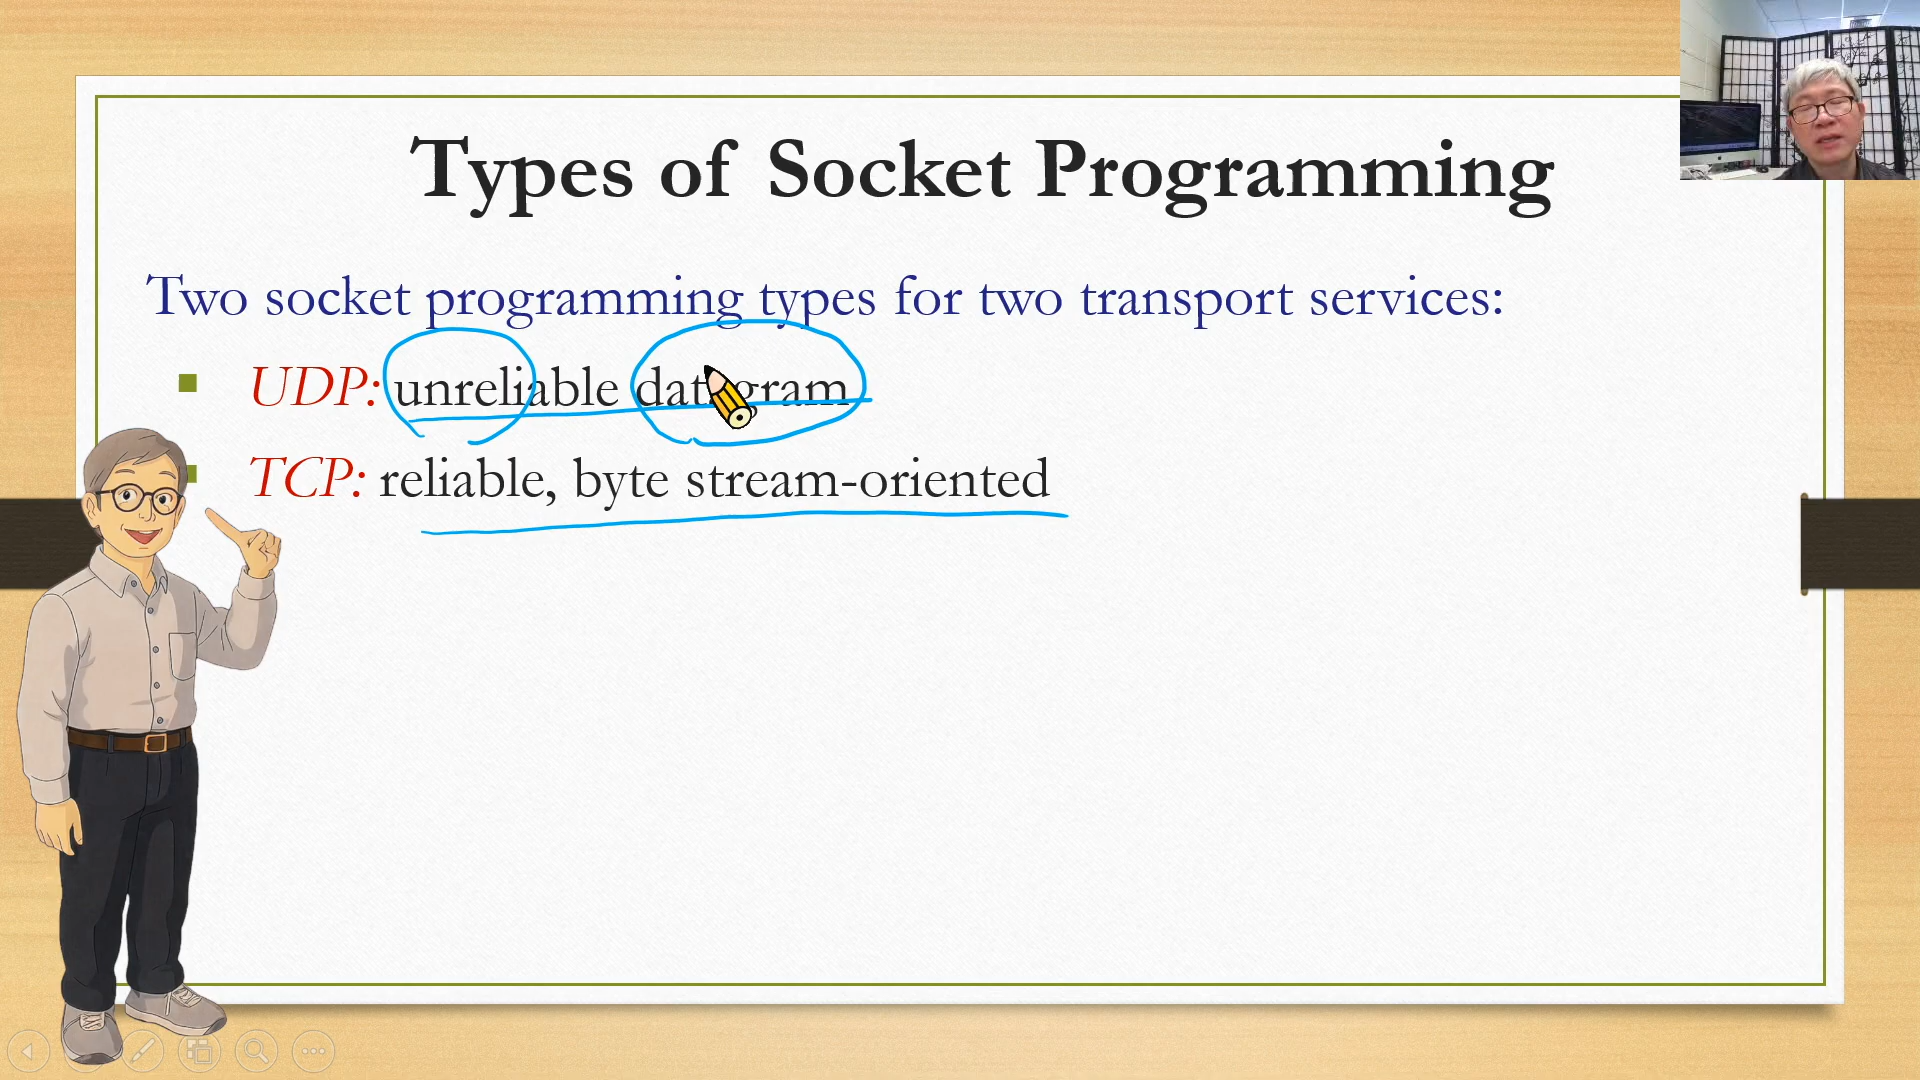 Types of Socket Programming
Two socket programming types for two transport services:
UDP: unreliable datagram
TCP: reliable, byte stream-oriented